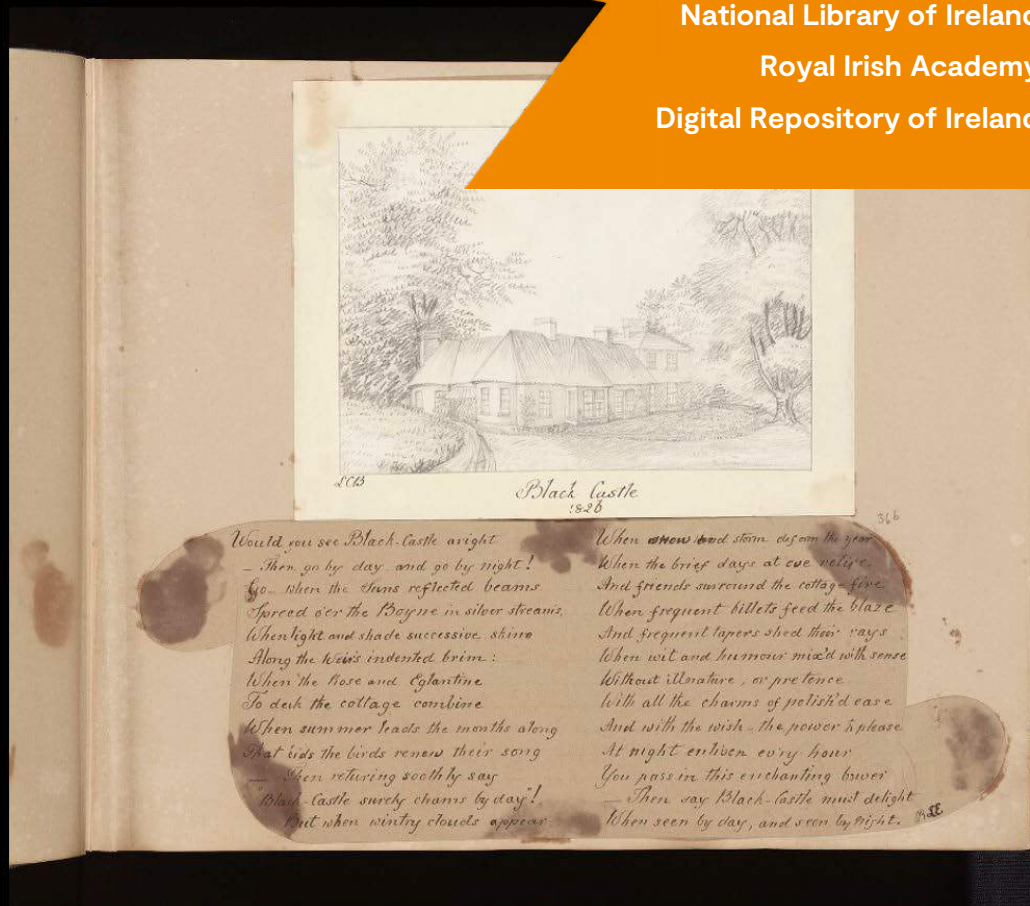 National Library of Ireland
Royal Irish Academy
Digital Repository of Ireland
LCB
Black Castle
1826
366
Would you see Black-Castle aright
– Then go by day and go by night!
Go – when the Suns reflected beams
Spread o'er the Boyne in silver streams,
When light and shade successive shine
Along the Weir's indented brim:
When the Rose and Eglantine
To deck the cottage combine
When summer leads the months along
That bids the birds renew their song
— Then returing soothly say
"Black-Castle surely chams by day"!
But when wintry clouds appear
When snow and storm deform the year
When the brief days at eve retire
And friends surround the cottage fire
When frequent billets feed the blaze
And frequent tapers shed their rays
When wit and humour mix'd with sense
Without illnature, or pretence
With all the charms of polish'd ease
And with the wish – the power to please
At night enliven ev'ry hour
You pass in this enchanting bower
— Then say Black-Castle must delight
When seen by day, and seen by Night.